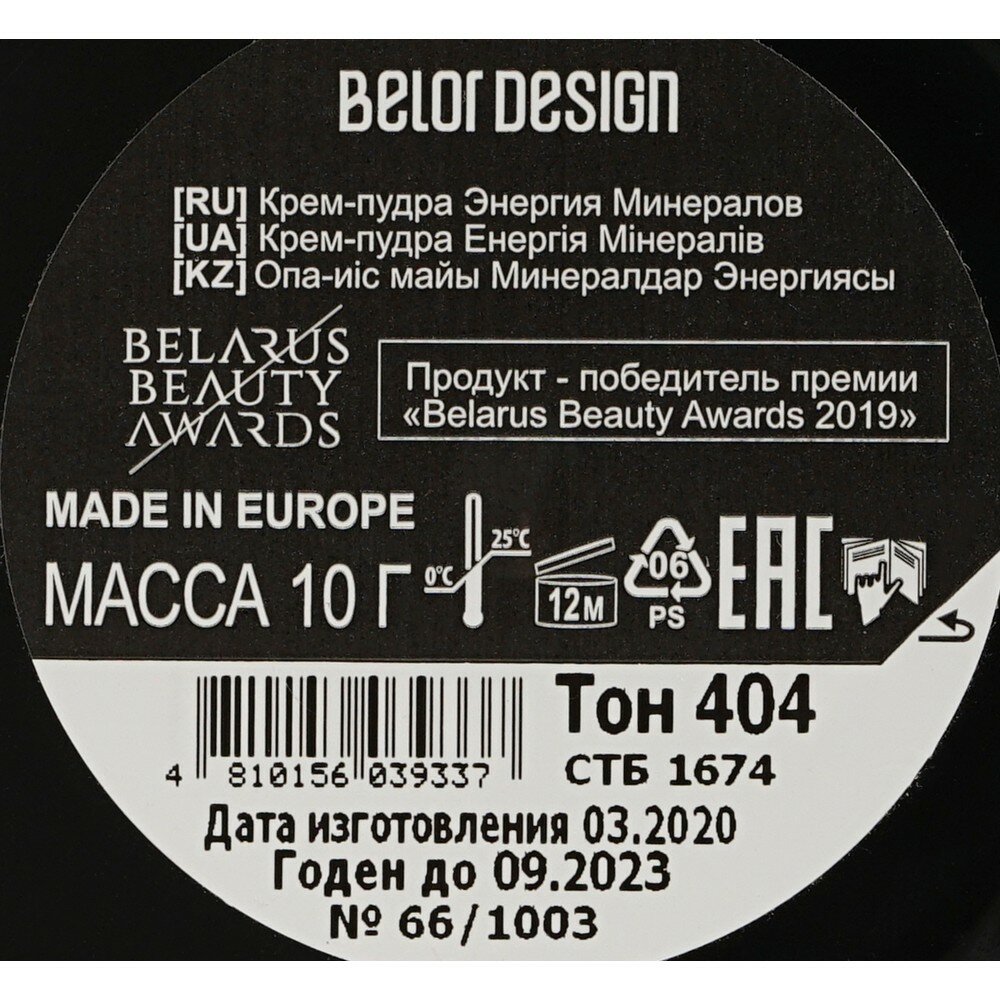 Belor Design
[RU] Крем-пудра Энергия Минералов
[UA] Крем-пудра Енергія Мінералів
[KZ] Опа-иіс майы Минералдар Энергиясы
BELARUS
BEAUTY
AWARDS
Продукт - победитель премии
«Belarus Beauty Awards 2019»
MADE IN EUROPE
МАССА 10 Г
0°C
25°C
12М
06
PS
EAC
Тон 404
СТБ 1674
4 810156 039337
Дата изготовления 03.2020
Годен до 09.2023
№ 66/1003